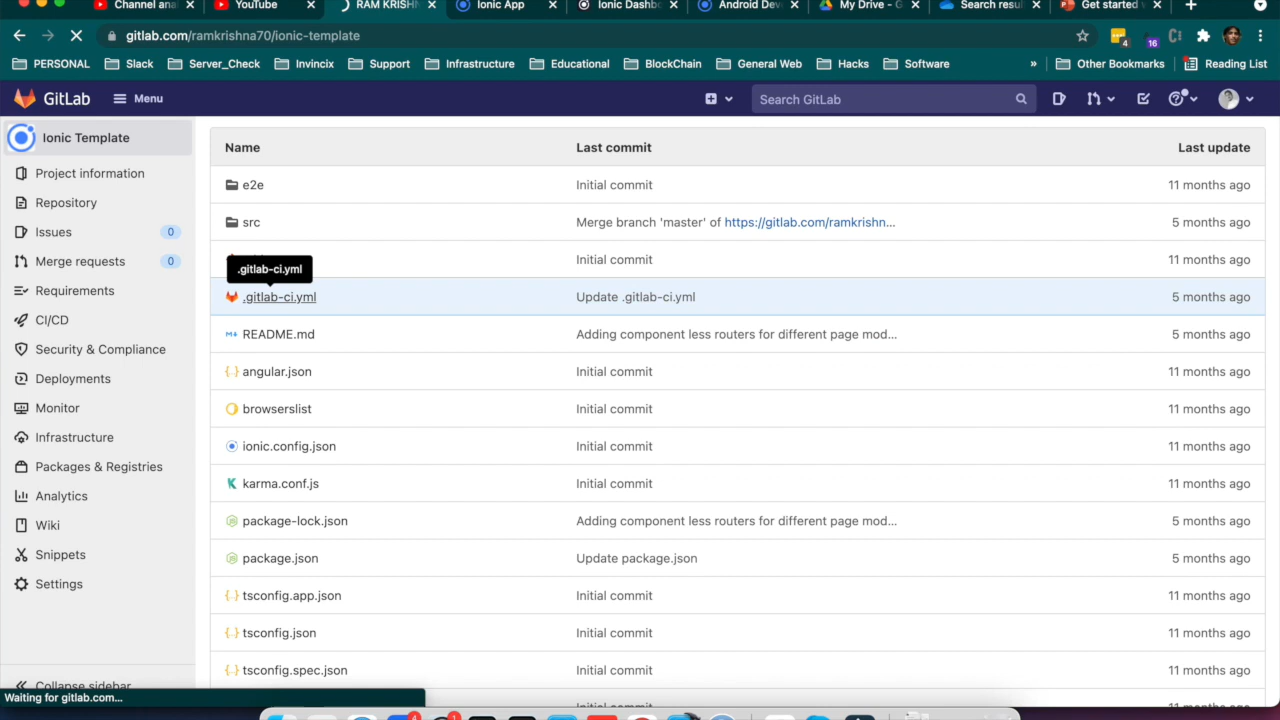 Channel anal
YouTube
RAM KRISHN
Ionic App
Ionic Dashbo
Android Dev
My Drive - G
Search resul
Get started
gitlab.com/ramkrishna70/ionic-template
4
16
PERSONAL
Slack
Server_Check
Invincix
Support
Infrastructure
Educational
BlockChain
General Web
Hacks
Software
»
Other Bookmarks
Reading List
GitLab
Menu
Search GitLab
Ionic Template
Project information
Repository
Issues 0
Merge requests 0
Requirements
CI/CD
Security & Compliance
Deployments
Monitor
Infrastructure
Packages & Registries
Analytics
Wiki
Snippets
Settings
Collapse sidebar
Waiting for gitlab.com...
Name Last commit Last update
e2e Initial commit 11 months ago
src Merge branch 'master' of https://gitlab.com/ramkrishn... 5 months ago
Initial commit 11 months ago
.gitlab-ci.yml
.gitlab-ci.yml Update .gitlab-ci.yml 5 months ago
README.md Adding component less routers for different page mod... 5 months ago
angular.json Initial commit 11 months ago
browserslist Initial commit 11 months ago
ionic.config.json Initial commit 11 months ago
karma.conf.js Initial commit 11 months ago
package-lock.json Adding component less routers for different page mod... 5 months ago
package.json Update package.json 5 months ago
tsconfig.app.json Initial commit 11 months ago
tsconfig.json Initial commit 11 months ago
tsconfig.spec.json Initial commit 11 months ago